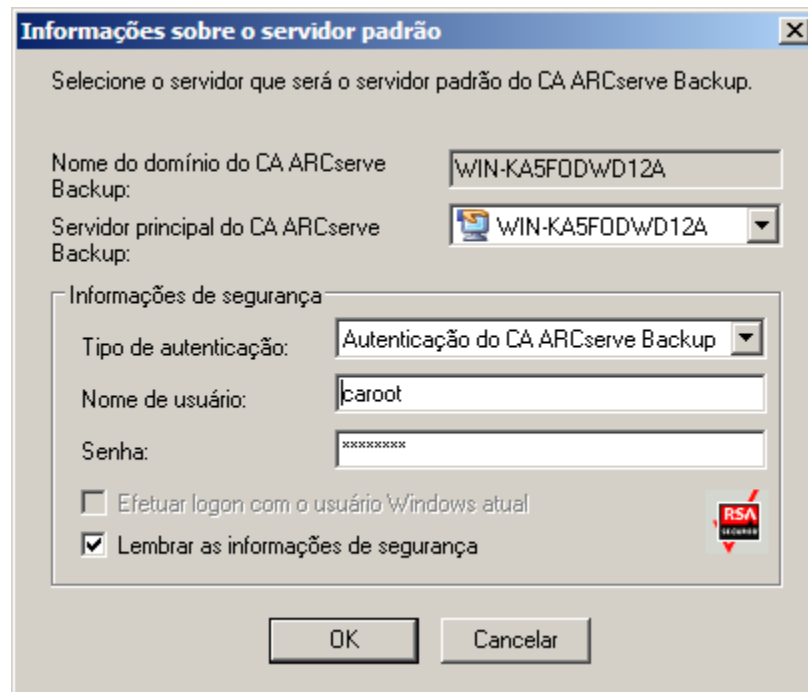 Informações sobre o servidor padrão
Selecione o servidor que será o servidor padrão do CA ARCserve Backup.
Nome do domínio do CA ARCserve
Backup:
WIN-KA5FODWD12A
Servidor principal do CA ARCserve
Backup:
WIN-KA5FODWD12A
Informações de segurança
Tipo de autenticação:
Autenticação do CA ARCserve Backup
Nome de usuário:
caroot
Senha:
********
Efetuar logon com o usuário Windows atual
Lembrar as informações de segurança
RSA
SECURED
OK
Cancelar